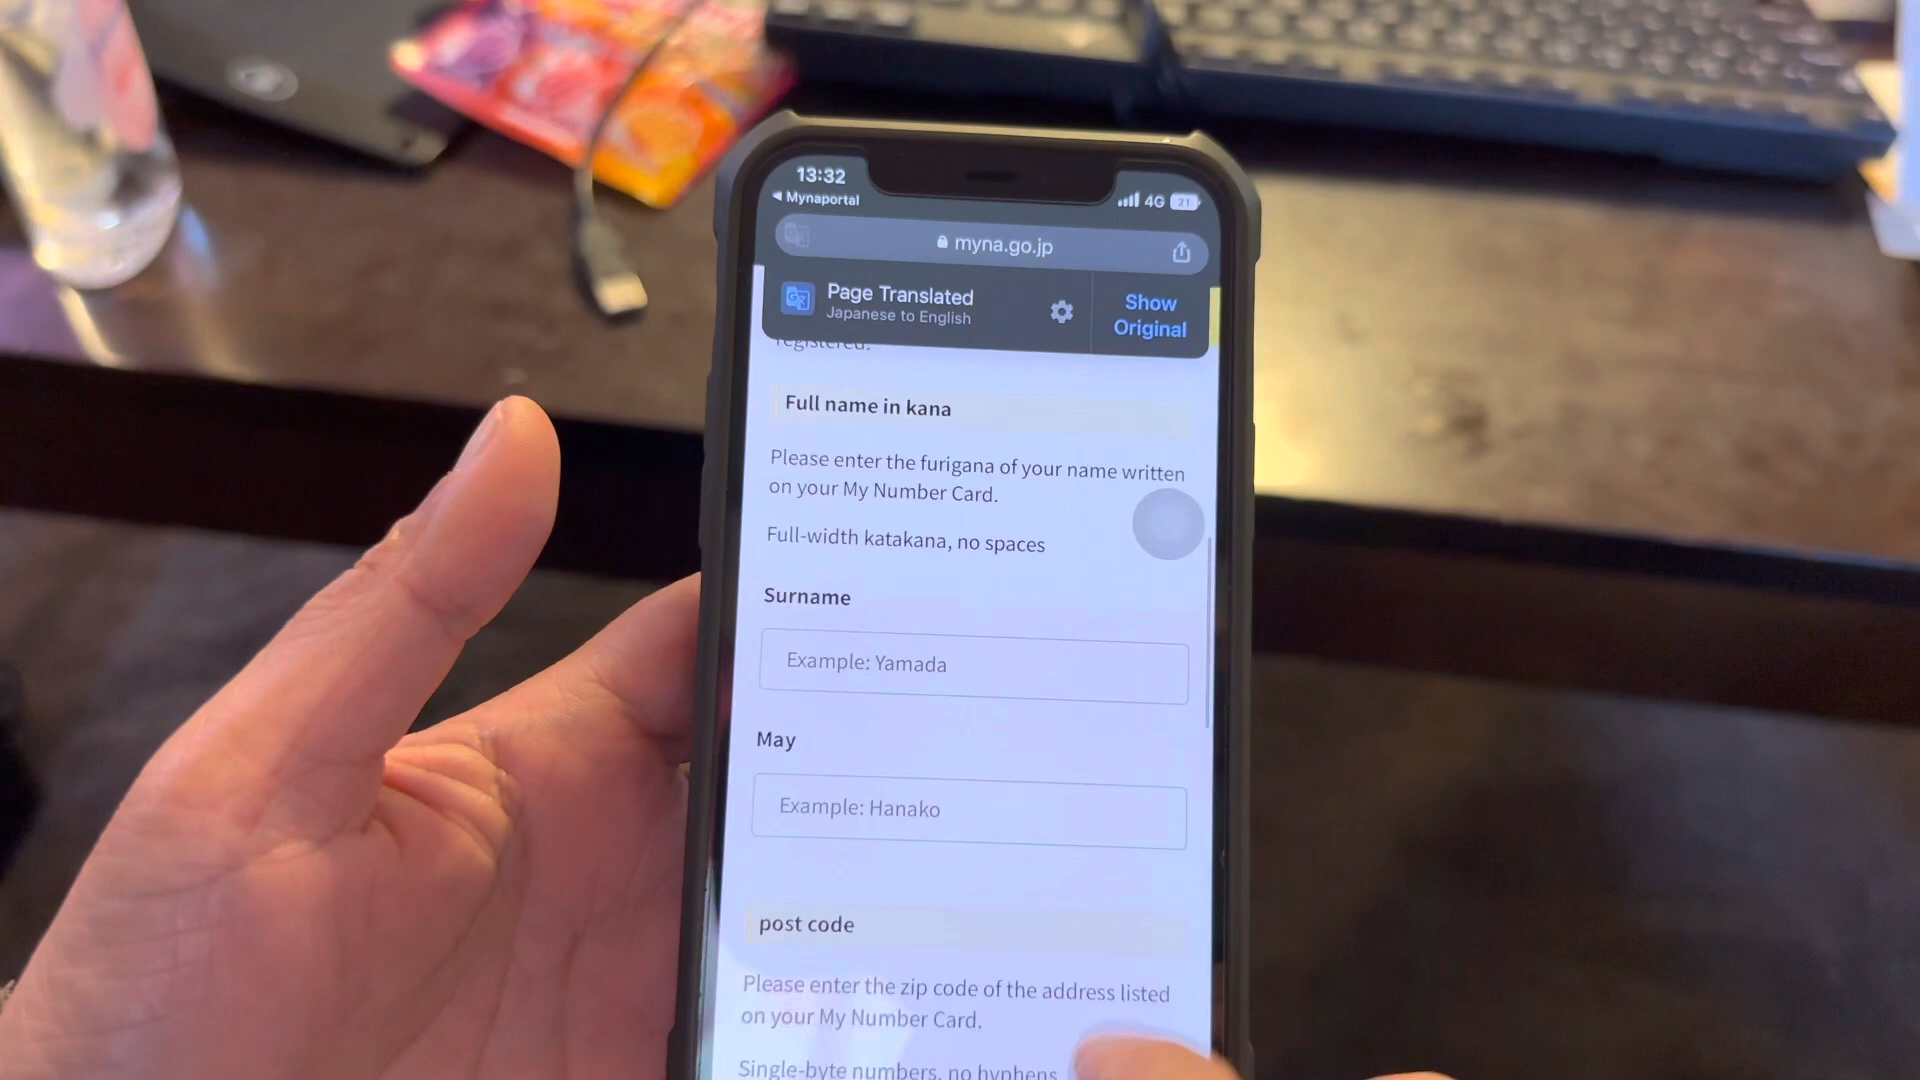 13:32
Mynaportal
4G
21
myna.go.jp
Page Translated
Japanese to English
Show
Original
registered.
Full name in kana
Please enter the furigana of your name written
on your My Number Card.
Full-width katakana, no spaces
Surname
Example: Yamada
May
Example: Hanako
post code
Please enter the zip code of the address listed
on your My Number Card.
Single-byte numbers, no hyphens